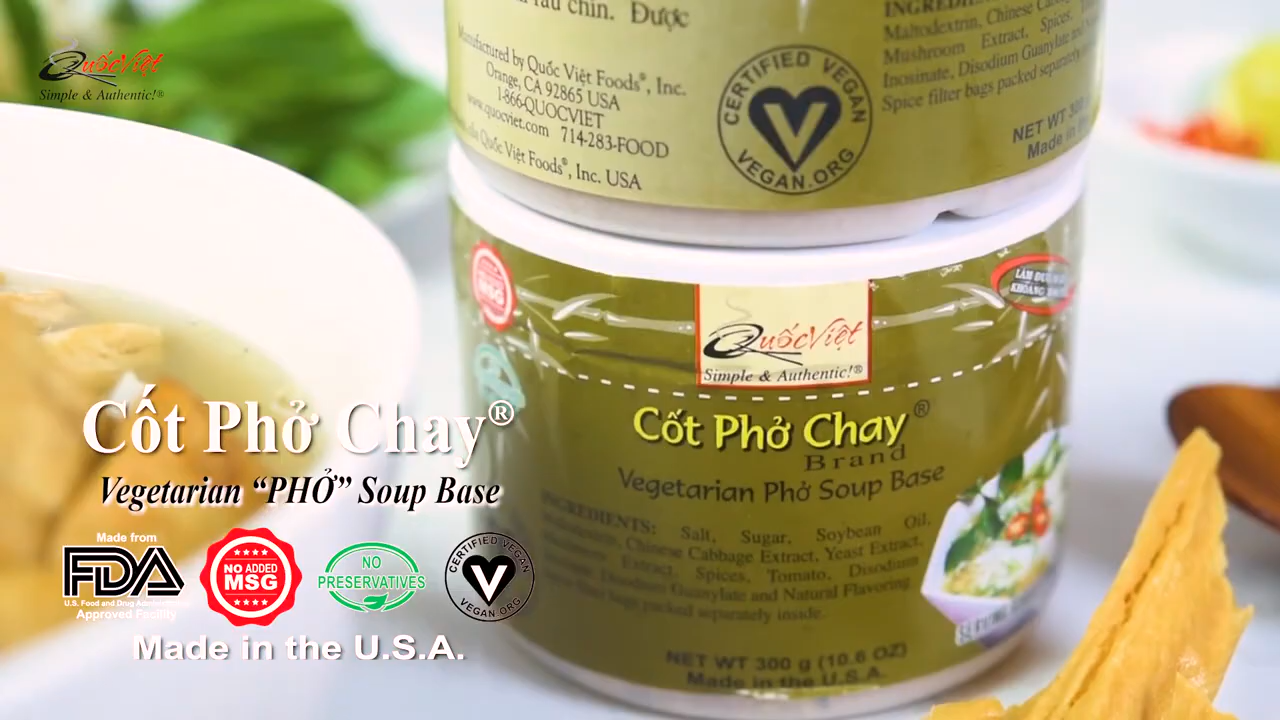 QuốcViệt
Simple & Authentic!®
rau chín. Được
Manufactured by Quốc Việt Foods®, Inc.
Orange, CA 92865 USA
1-866-QUOCVIET
www.quocviet.com 714-283-FOOD
của Quốc Việt Foods®, Inc. USA
CERTIFIED VEGAN
V
VEGAN.ORG
INGREDIENTS
Maltodextrin, Chinese Cabbage
Mushroom Extract, Spices,
Inosinate, Disodium Guanylate and
Spice filter bags packed separately
NET WT 300
Made in
MSG
QuốcViệt
Simple & Authentic!®
Cốt Phở Chay®
Brand
Vegetarian Phở Soup Base
INGREDIENTS: Salt, Sugar, Soybean Oil,
Chinese Cabbage Extract, Yeast Extract,
Extract, Spices, Tomato, Disodium
Disodium Guanylate and Natural Flavoring
bags packed separately inside.
NET WT 300 g (10.6 OZ)
Made in the U.S.A.
Cốt Phở Chay®
Vegetarian “PHỞ” Soup Base
Made from
FDA
U.S. Food and Drug
Approved Facility
NO ADDED
MSG
NO
PRESERVATIVES
CERTIFIED VEGAN
V
VEGAN.ORG
Made in the U.S.A.